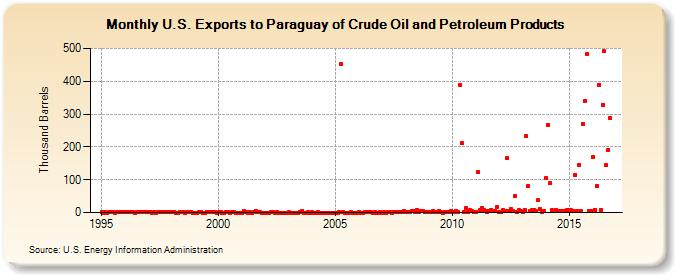 Monthly U.S. Exports to Paraguay of Crude Oil and Petroleum Products
Thousand Barrels
500
400
300
200
100
0
1995 2000 2005 2010 2015
Source: U.S. Energy Information Administration